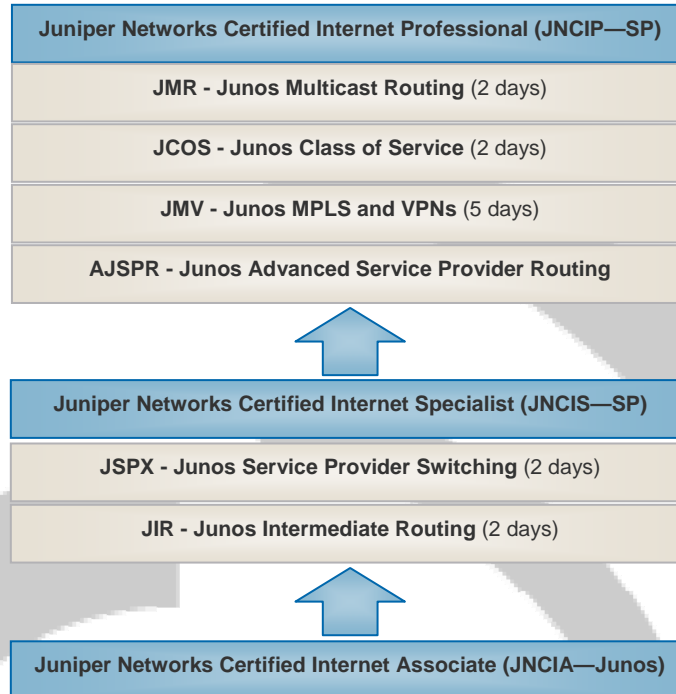 Juniper Networks Certified Internet Professional (JNCIP—SP)
JMR - Junos Multicast Routing (2 days)
JCOS - Junos Class of Service (2 days)
JMV - Junos MPLS and VPNs (5 days)
AJSPR - Junos Advanced Service Provider Routing
Juniper Networks Certified Internet Specialist (JNCIS—SP)
JSPX - Junos Service Provider Switching (2 days)
JIR - Junos Intermediate Routing (2 days)
Juniper Networks Certified Internet Associate (JNCIA—Junos)